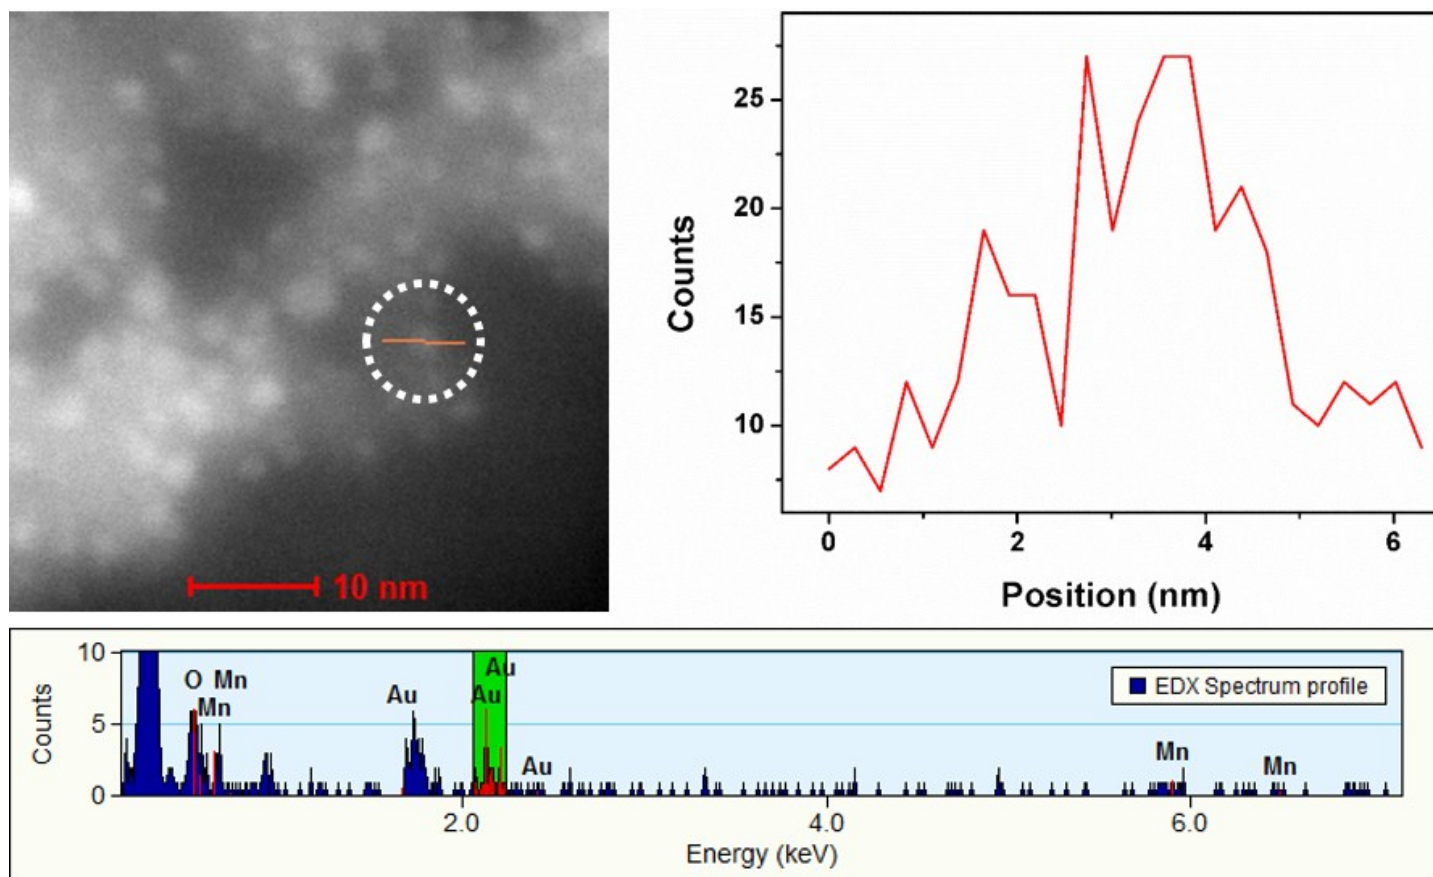 10 nm
Counts
25
20
15
10
0 2 4 6
Position (nm)
Counts
10
5
0
O Mn
Mn
Au
Au
Au
Au
Mn
Mn
EDX Spectrum profile
2.0 4.0 6.0
Energy (keV)